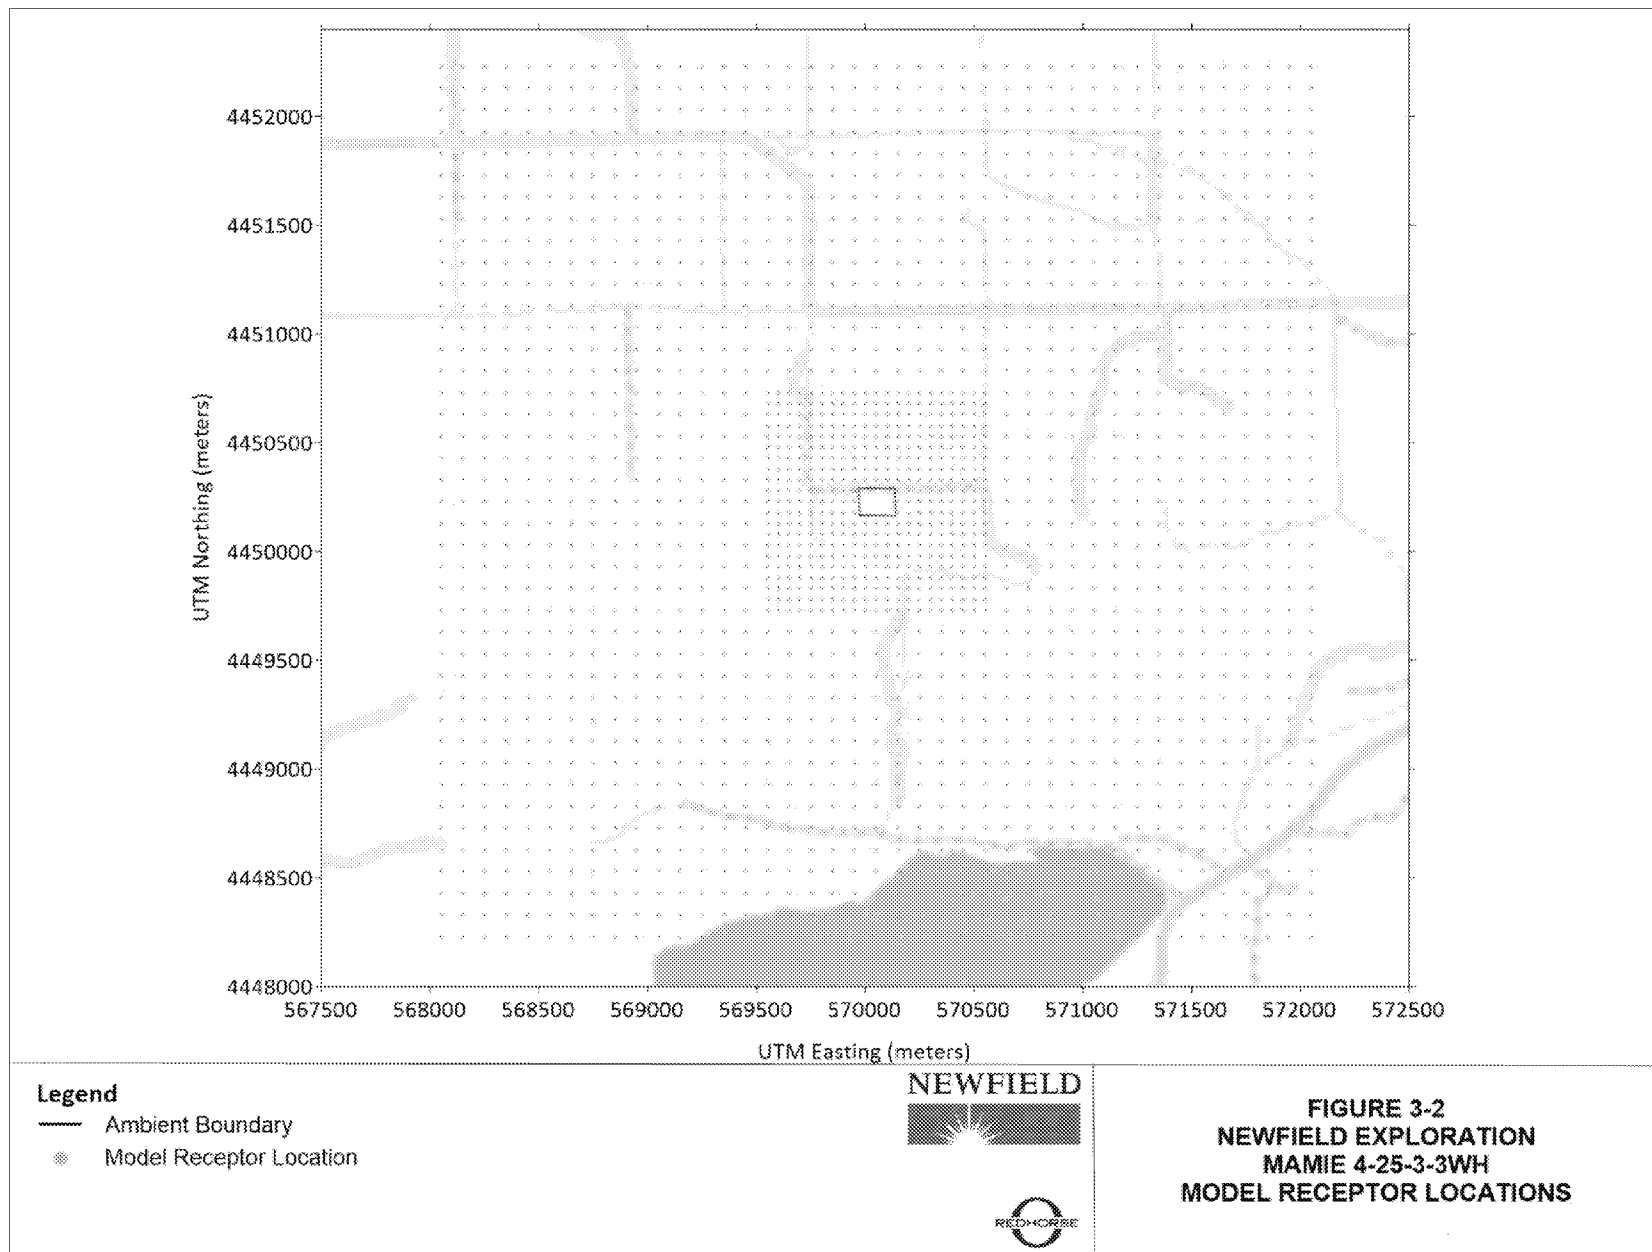 4452000
4451500
4451000
4450500
4450000
4449500
4449000
4448500
4448000
UTM Northing (meters)
567500 568000 568500 569000 569500 570000 570500 571000 571500 572000 572500
UTM Easting (meters)
Legend
Ambient Boundary
Model Receptor Location
NEWFIELD
REDHORSE
FIGURE 3-2
NEWFIELD EXPLORATION
MAMIE 4-25-3-3WH
MODEL RECEPTOR LOCATIONS